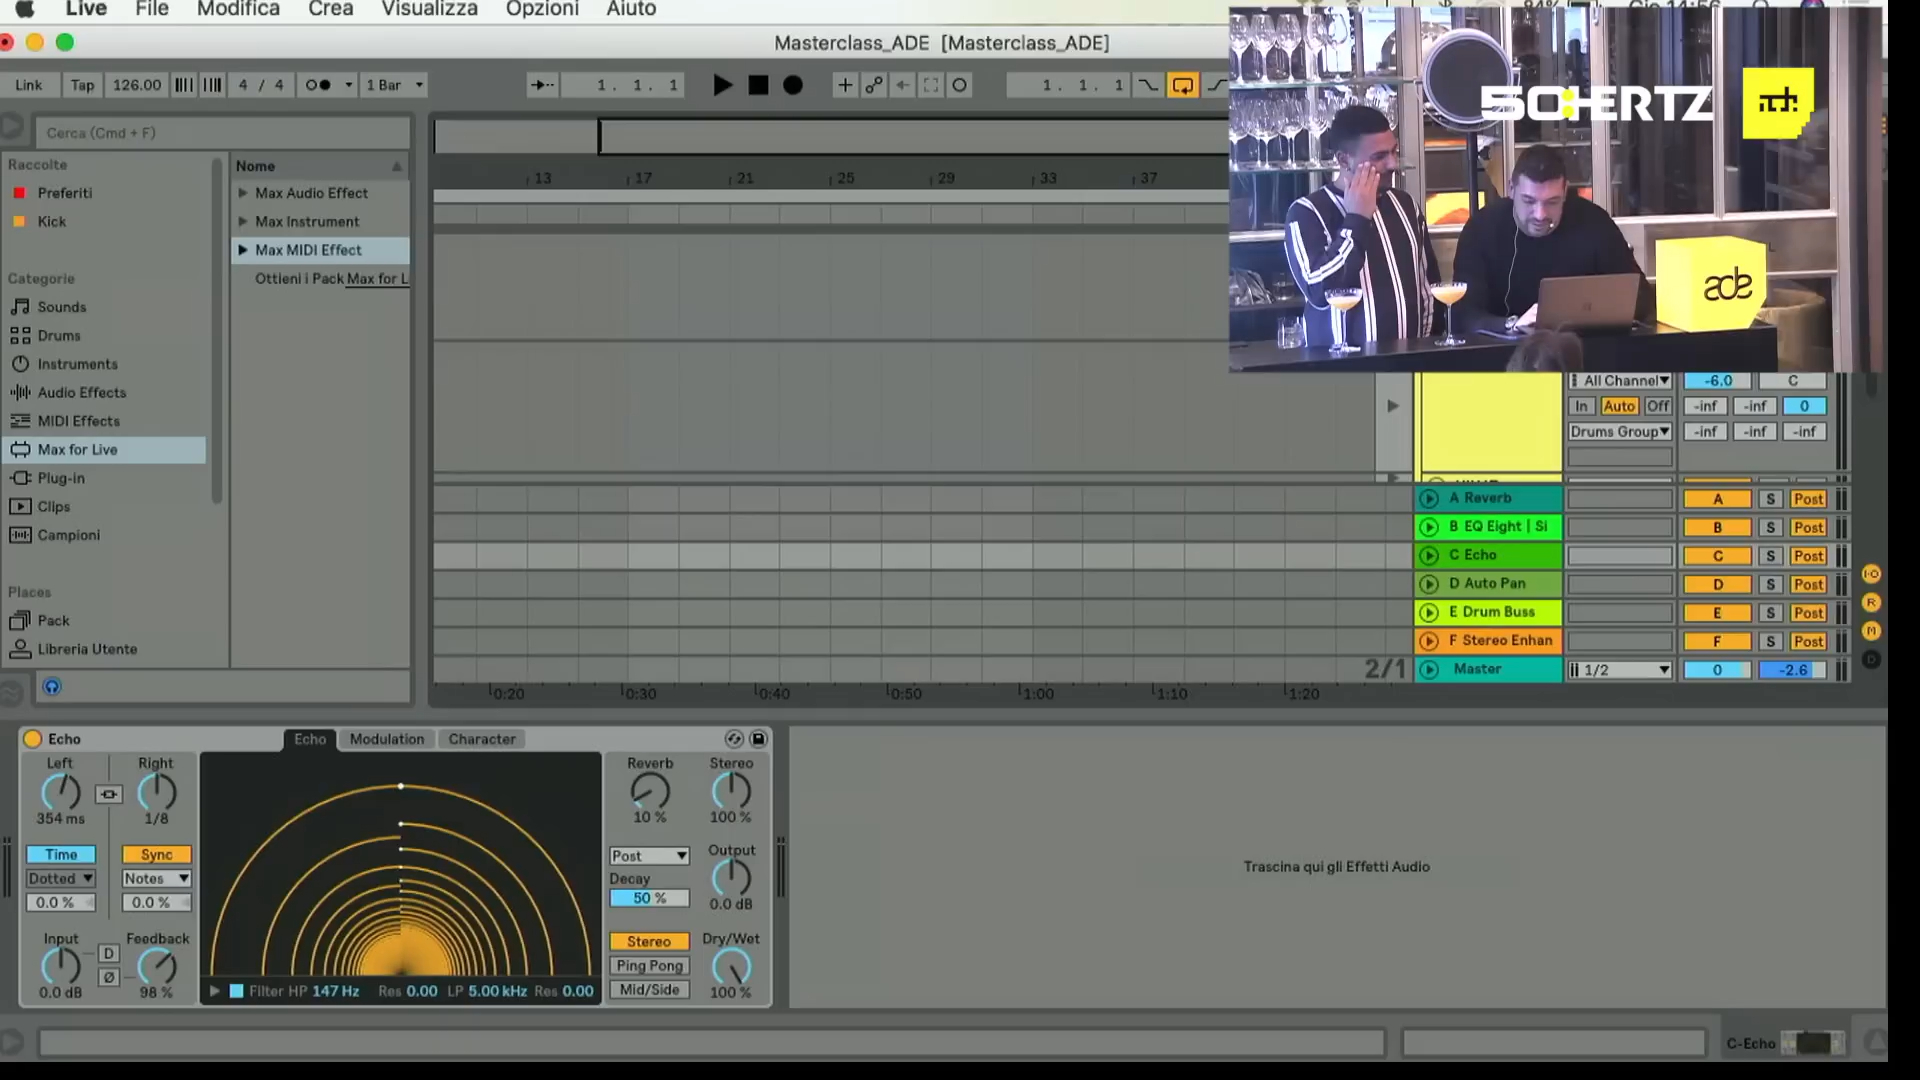 Live File Modifica Crea Visualizza Opzioni Aiuto
Masterclass_ADE [Masterclass_ADE]
Link Tap 126.00 4 / 4 1 Bar 1. 1. 1 1. 1. 1
50HERTZ
ade
Cerca (Cmd + F)
Raccolte
Preferiti
Kick
Categorie
Sounds
Drums
Instruments
Audio Effects
MIDI Effects
Max for Live
Plug-in
Clips
Campioni
Places
Pack
Libreria Utente
Nome
Max Audio Effect
Max Instrument
Max MIDI Effect
Ottieni i Pack Max for L
13 17 21 25 29 33 37
All Channel -6.0 C
In Auto Off -inf -inf 0
Drums Group -inf -inf -inf
A Reverb A S Post
B EQ Eight | Si B S Post
C Echo C S Post
D Auto Pan D S Post
E Drum Buss E S Post
F Stereo Enhan F S Post
2/1 Master 1/2 0 -2.6
0:20 0:30 0:40 0:50 1:00 1:10 1:20
I·O
R
M
D
Echo Echo Modulation Character
Left Right
354 ms 1/8
Time Sync
Dotted Notes
0.0 % 0.0 %
Input D Feedback
Ø
0.0 dB 98 %
Filter HP 147 Hz Res 0.00 LP 5.00 kHz Res 0.00
Reverb Stereo
10 % 100 %
Post Output
Decay
50 % 0.0 dB
Stereo Dry/Wet
Ping Pong
Mid/Side 100 %
Trascina qui gli Effetti Audio
C-Echo